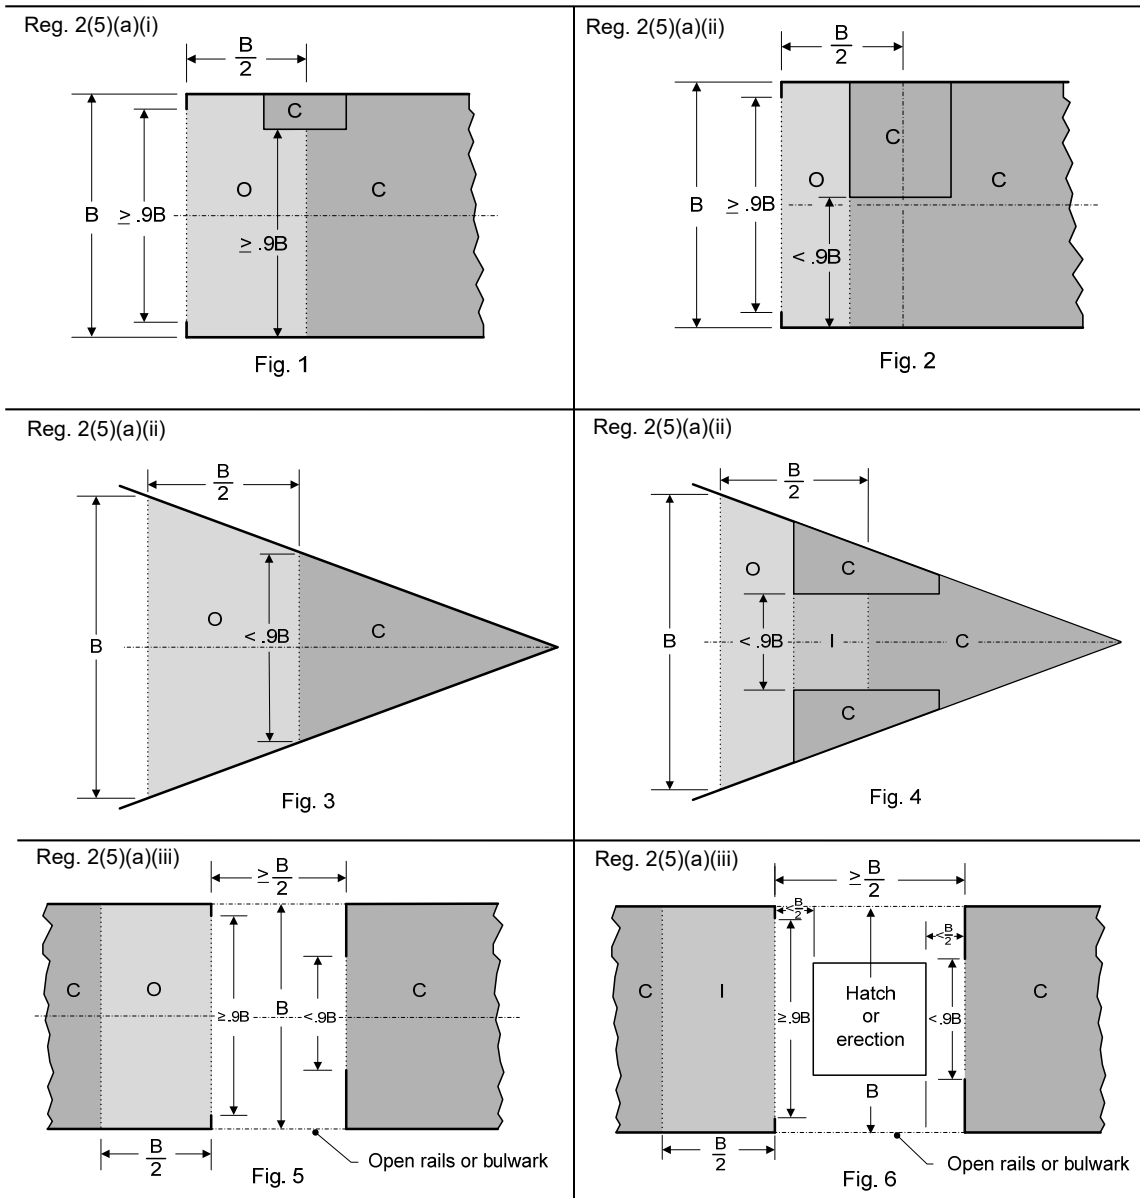 Reg. 2(5)(a)(i)
B
2
C
O
C
B
≥ .9B
≥ .9B
Fig. 1
Reg. 2(5)(a)(ii)
B
2
C
O
C
B
≥ .9B
< .9B
Fig. 2
Reg. 2(5)(a)(ii)
B
2
O
C
B
< .9B
Fig. 3
Reg. 2(5)(a)(ii)
B
2
O
C
B
< .9B
I
C
C
Fig. 4
Reg. 2(5)(a)(iii)
≥ B
2
C
O
C
≥.9B
B
< .9B
B
2
Open rails or bulwark
Fig. 5
Reg. 2(5)(a)(iii)
≥ B
2
< B
2
< B
2
C
I
Hatch
or
erection
C
≥ .9B
< .9B
B
B
2
Open rails or bulwark
Fig. 6